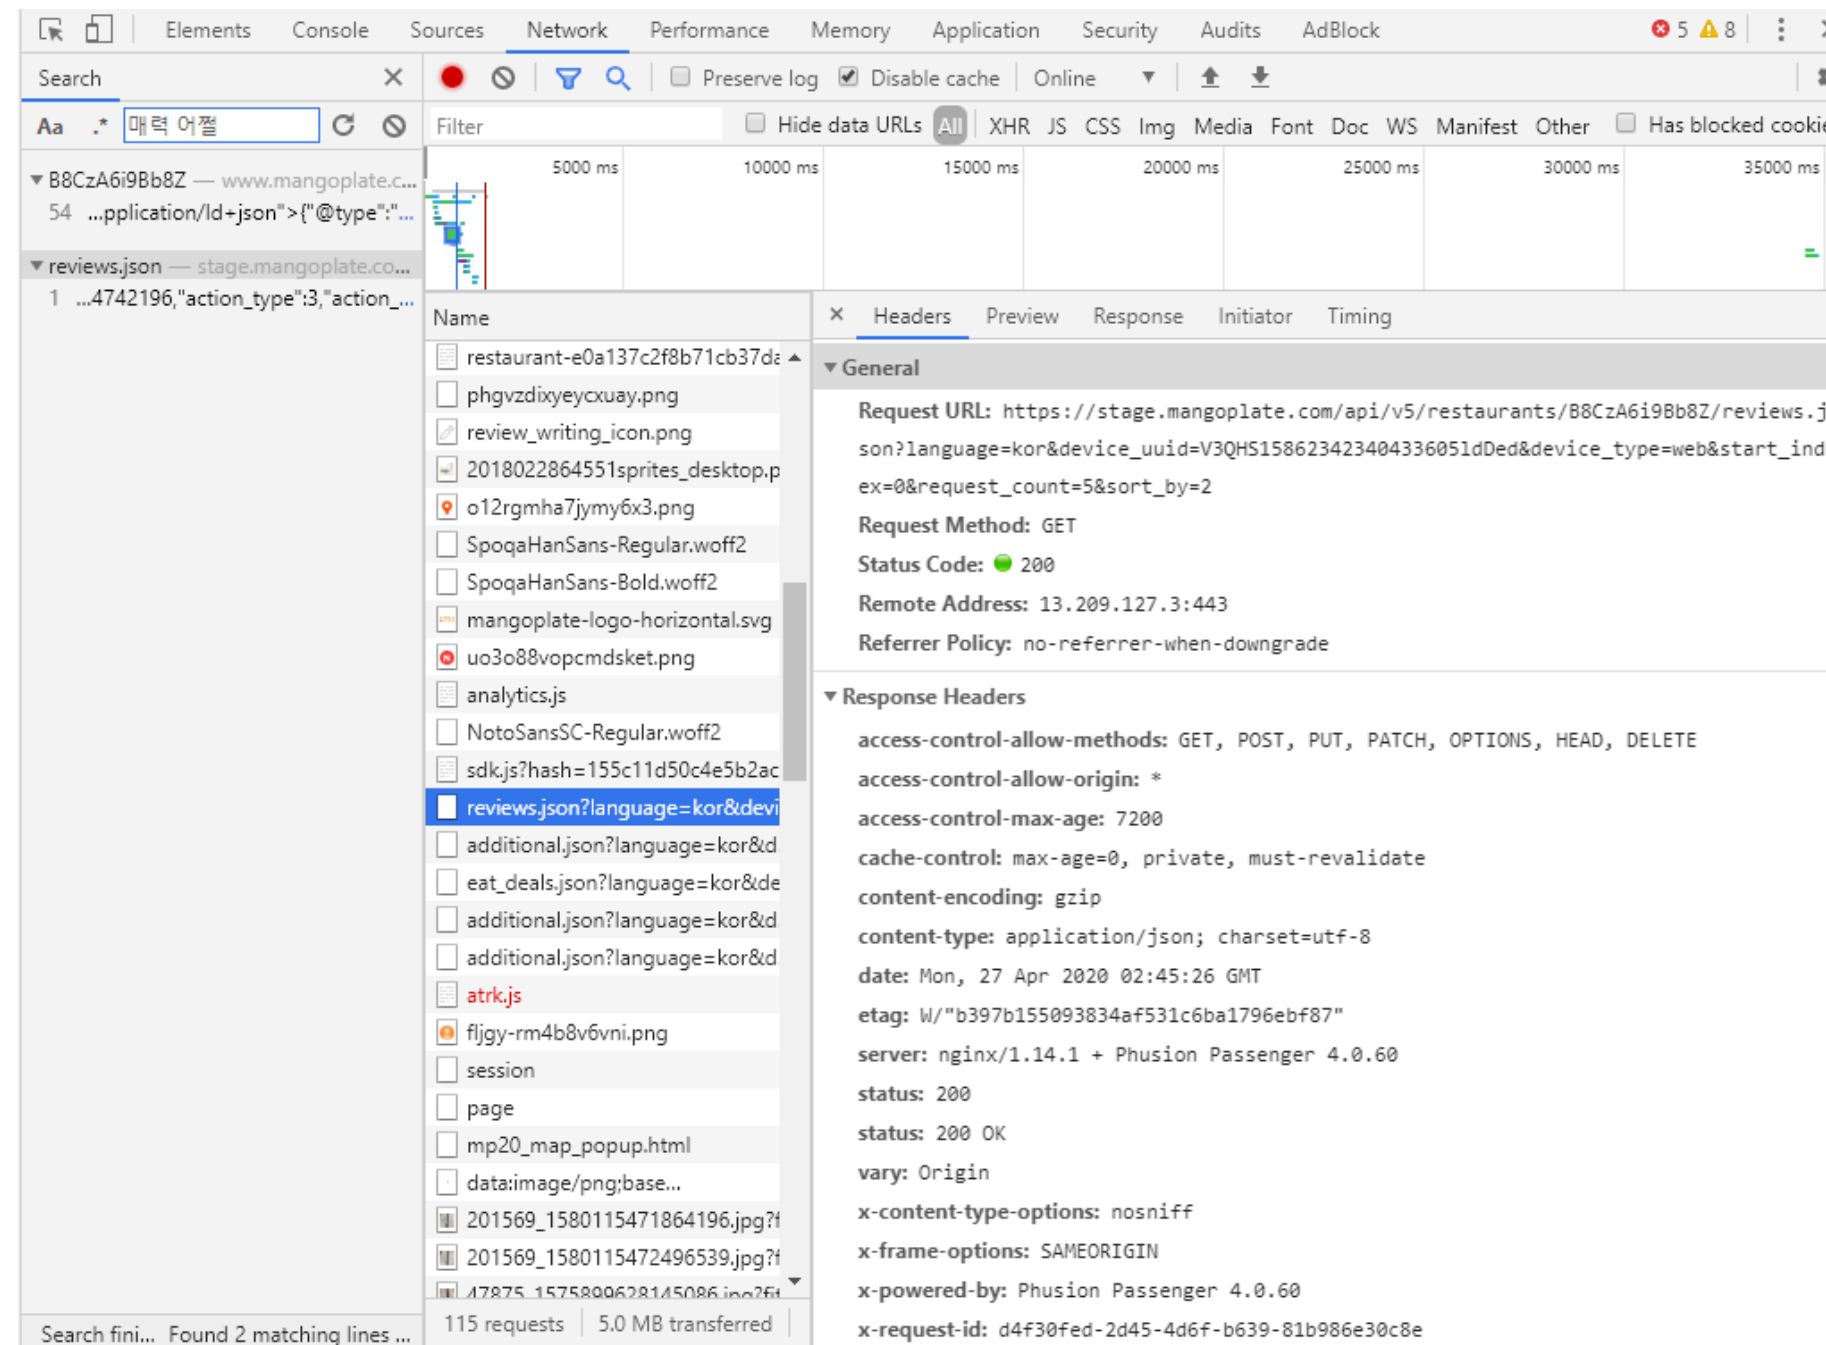 Elements Console Sources Network Performance Memory Application Security Audits AdBlock 5 8
Search
Preserve log Disable cache Online
Aa .* 매력 어쩔
Filter Hide data URLs All XHR JS CSS Img Media Font Doc WS Manifest Other Has blocked cookie
B8CzA6i9Bb8Z — www.mangoplate.c...
54 ...pplication/ld+json">{"@type":"...
reviews.json — stage.mangoplate.co...
1 ...4742196,"action_type":3,"action_...
Search fini... Found 2 matching lines ...
5000 ms 10000 ms 15000 ms 20000 ms 25000 ms 30000 ms 35000 ms
Name
restaurant-e0a137c2f8b71cb37da
phgvzdixyeycxuay.png
review_writing_icon.png
2018022864551sprites_desktop.p
o12rgmha7jymy6x3.png
SpoqaHanSans-Regular.woff2
SpoqaHanSans-Bold.woff2
mangoplate-logo-horizontal.svg
uo3o88vopcmdsket.png
analytics.js
NotoSansSC-Regular.woff2
sdk.js?hash=155c11d50c4e5b2ac
reviews.json?language=kor&devi
additional.json?language=kor&d
eat_deals.json?language=kor&de
additional.json?language=kor&d
additional.json?language=kor&d
atrk.js
fljgy-rm4b8v6vni.png
session
page
mp20_map_popup.html
data:image/png;base...
201569_1580115471864196.jpg?f
201569_1580115472496539.jpg?f
47875_1575899628145086.jpg?fit
115 requests 5.0 MB transferred
Headers Preview Response Initiator Timing
General
Request URL: https://stage.mangoplate.com/api/v5/restaurants/B8CzA6i9Bb8Z/reviews.j
son?language=kor&device_uuid=V3QHS15862342340433605ldDed&device_type=web&start_ind
ex=0&request_count=5&sort_by=2
Request Method: GET
Status Code: 200
Remote Address: 13.209.127.3:443
Referrer Policy: no-referrer-when-downgrade
Response Headers
access-control-allow-methods: GET, POST, PUT, PATCH, OPTIONS, HEAD, DELETE
access-control-allow-origin: *
access-control-max-age: 7200
cache-control: max-age=0, private, must-revalidate
content-encoding: gzip
content-type: application/json; charset=utf-8
date: Mon, 27 Apr 2020 02:45:26 GMT
etag: W/"b397b155093834af531c6ba1796ebf87"
server: nginx/1.14.1 + Phusion Passenger 4.0.60
status: 200
status: 200 OK
vary: Origin
x-content-type-options: nosniff
x-frame-options: SAMEORIGIN
x-powered-by: Phusion Passenger 4.0.60
x-request-id: d4f30fed-2d45-4d6f-b639-81b986e30c8e